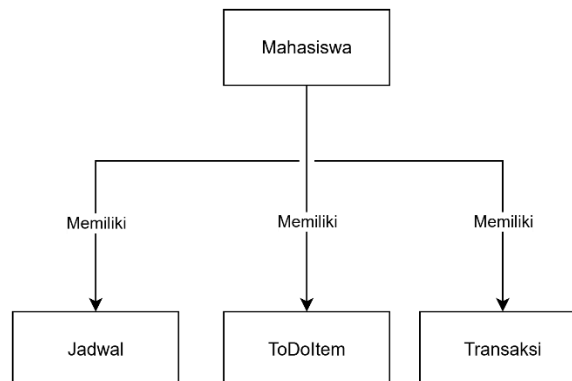 Mahasiswa
Memiliki
Memiliki
Memiliki
Jadwal
ToDoItem
Transaksi